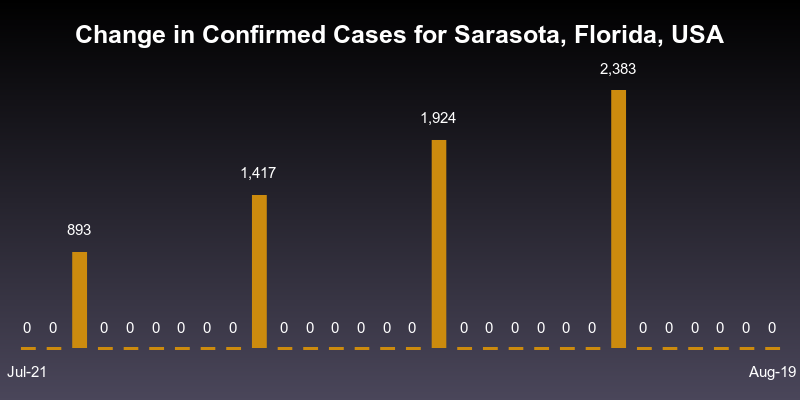 Change in Confirmed Cases for Sarasota, Florida, USA
2,383
1,924
1,417
893
0 0 0 0 0 0 0 0 0 0 0 0 0 0 0 0 0 0 0 0 0 0 0 0 0 0
Jul-21 Aug-19